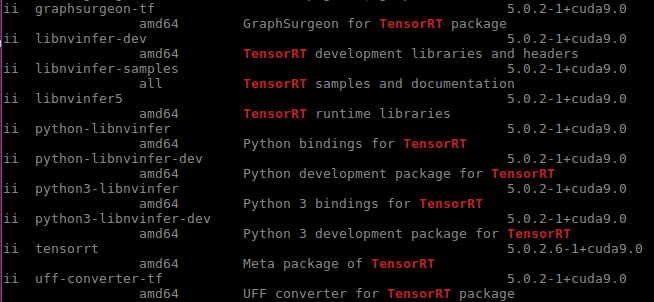 ii  graphsurgeon-tf                                            5.0.2-1+cuda9.0
                 amd64        GraphSurgeon for TensorRT package
ii  libnvinfer-dev                                             5.0.2-1+cuda9.0
                 amd64        TensorRT development libraries and headers
ii  libnvinfer-samples                                         5.0.2-1+cuda9.0
                 all          TensorRT samples and documentation
ii  libnvinfer5                                                5.0.2-1+cuda9.0
                 amd64        TensorRT runtime libraries
ii  python-libnvinfer                                          5.0.2-1+cuda9.0
                 amd64        Python bindings for TensorRT
ii  python-libnvinfer-dev                                      5.0.2-1+cuda9.0
                 amd64        Python development package for TensorRT
ii  python3-libnvinfer                                         5.0.2-1+cuda9.0
                 amd64        Python 3 bindings for TensorRT
ii  python3-libnvinfer-dev                                     5.0.2-1+cuda9.0
                 amd64        Python 3 development package for TensorRT
ii  tensorrt                                                   5.0.2.6-1+cuda9.0
                 amd64        Meta package of TensorRT
ii  uff-converter-tf                                           5.0.2-1+cuda9.0
                 amd64        UFF converter for TensorRT package